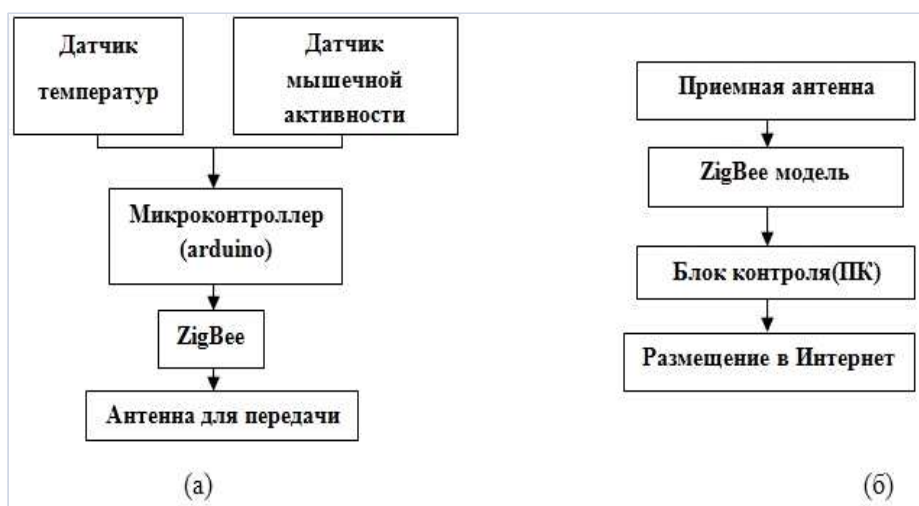 Датчик
температур
Датчик
мышечной
активности
Микроконтроллер
(arduino)
ZigBee
Антенна для передачи
(а)
Приемная антенна
ZigBee модель
Блок контроля(ПК)
Размещение в Интернет
(б)